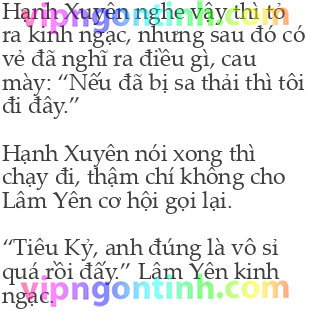 Hạnh Xuyên nghe vậy thì tỏ
ra kinh ngạc, nhưng sau đó có
vẻ đã nghĩ ra điều gì, cau
mày: “Nếu đã bị sa thải thì tôi
đi đây.”
Hạnh Xuyên nói xong thì
chạy đi, thậm chí không cho
Lâm Yên cơ hội gọi lại.
“Tiêu Kỷ, anh đúng là vô sỉ
quá rồi đấy.” Lâm Yên kinh
ngạc.
vipngontinh.com
vipngontinh.com
vipngontinh.com